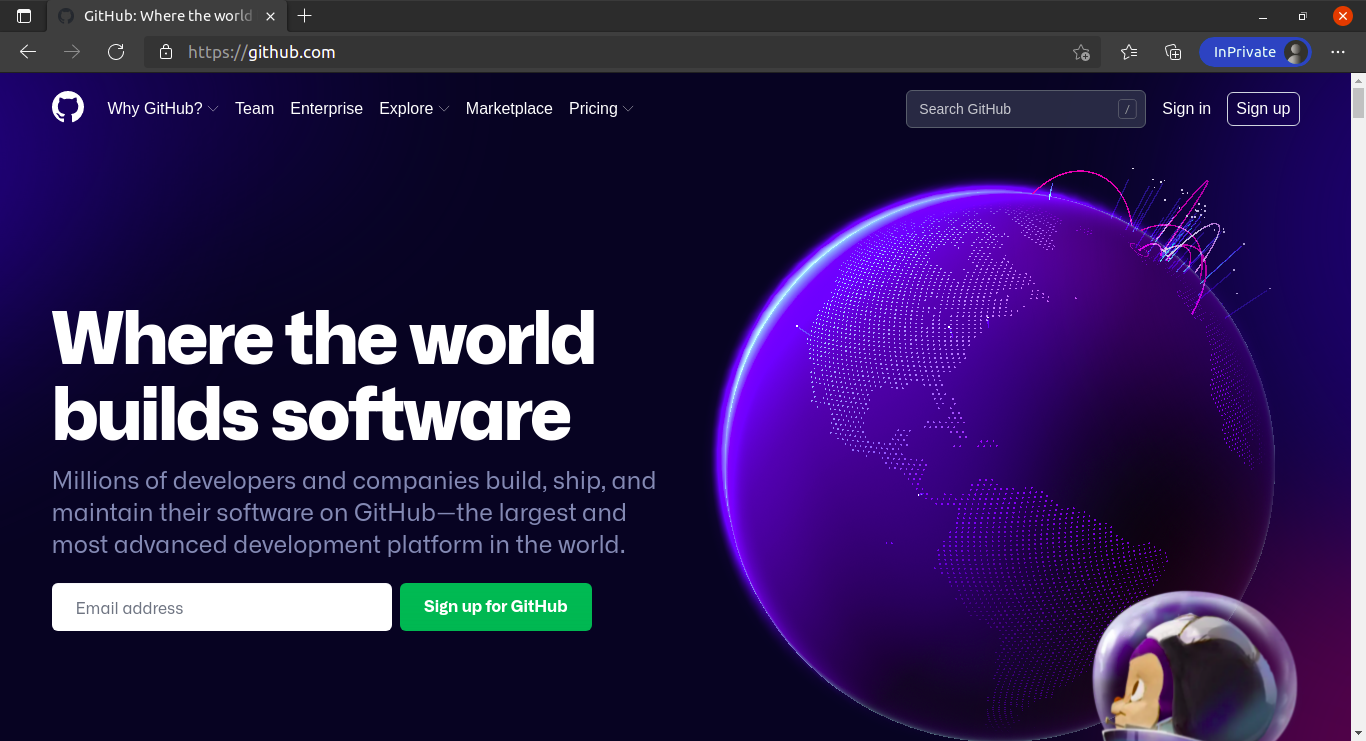 GitHub: Where the world
https://github.com
InPrivate
Why GitHub? Team Enterprise Explore Marketplace Pricing
Search GitHub /
Sign in
Sign up
Where the world
builds software
Millions of developers and companies build, ship, and
maintain their software on GitHub—the largest and
most advanced development platform in the world.
Email address
Sign up for GitHub